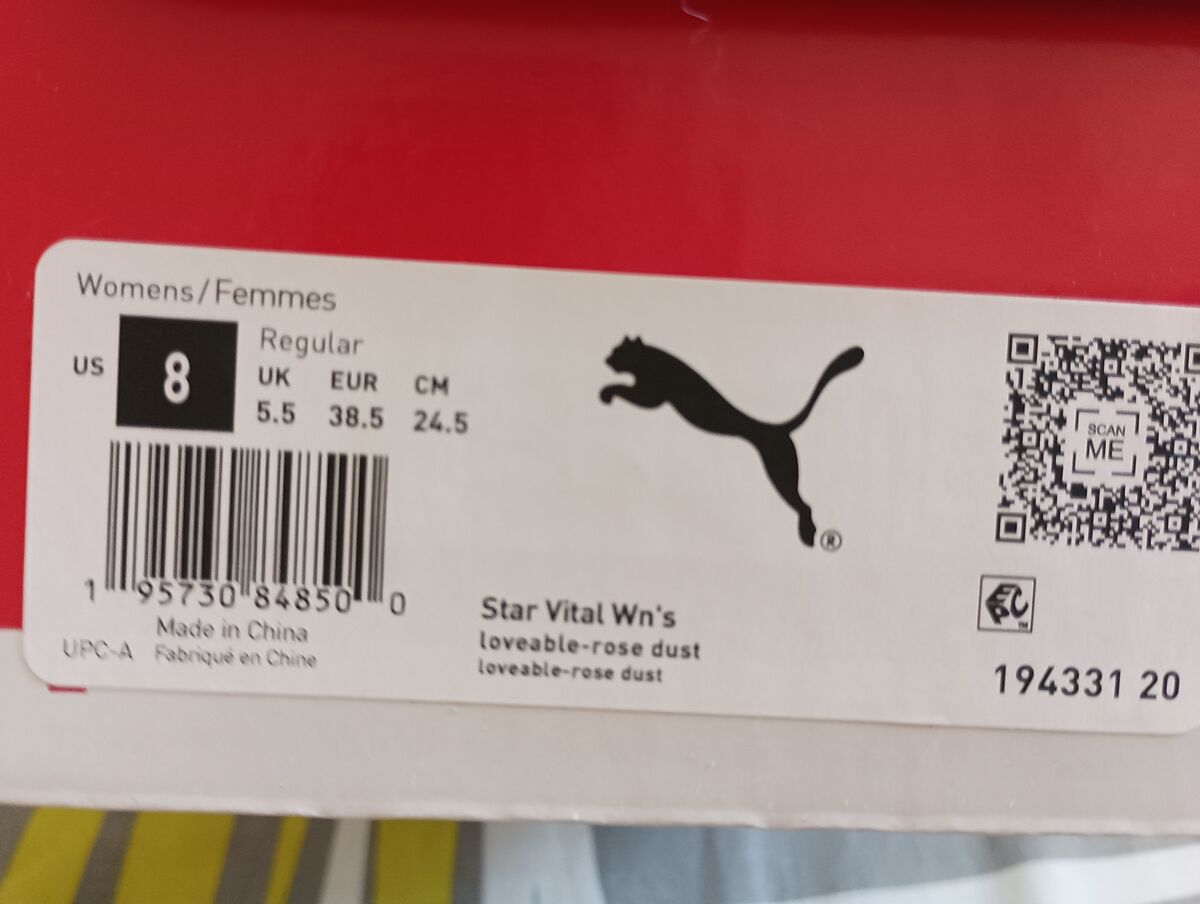 Womens/Femmes
US
8
Regular
UK EUR CM
5.5 38.5 24.5
1 95730 84850 0
UPC-A
Made in China
Fabriqué en Chine
®
Star Vital Wn's
loveable-rose dust
loveable-rose dust
SCAN
ME
EPC™
194331 20